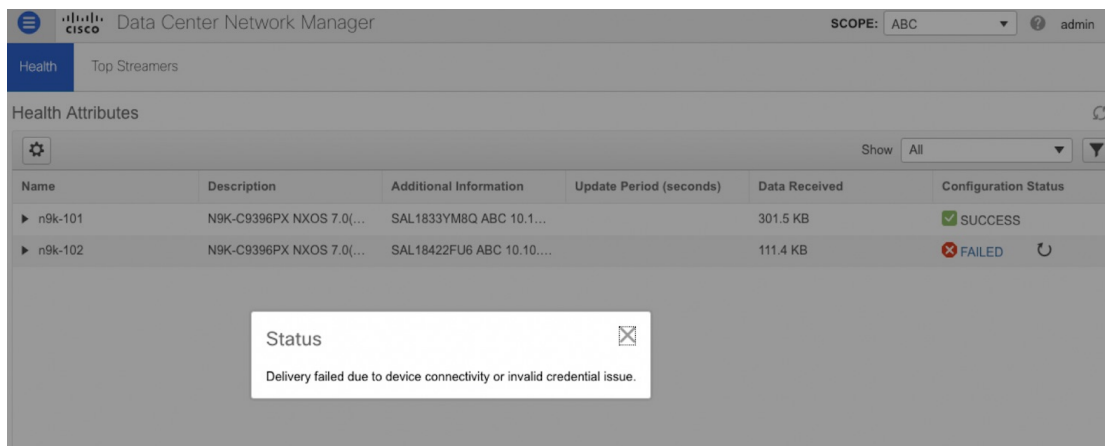 CISCO Data Center Network Manager SCOPE: ABC admin
Health Top Streamers
Health Attributes
Show All
Name Description Additional Information Update Period (seconds) Data Received Configuration Status
n9k-101 N9K-C9396PX NXOS 7.0(... SAL1833YM8Q ABC 10.1... 301.5 KB SUCCESS
n9k-102 N9K-C9396PX NXOS 7.0(... SAL18422FU6 ABC 10.10.... 111.4 KB FAILED
Status
Delivery failed due to device connectivity or invalid credential issue.